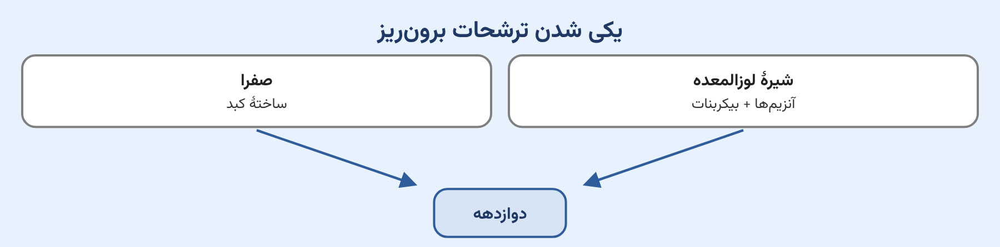 یکی شدن ترشحات برون‌ریز
شیرهٔ لوزالمعده
آنزیم‌ها + بیکربنات
صفرا
ساختهٔ کبد
دوازدهه